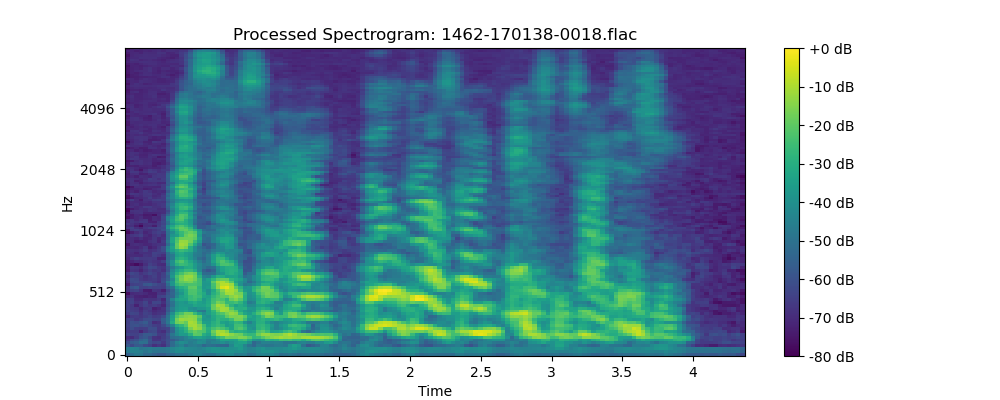 Processed Spectrogram: 1462-170138-0018.flac
Hz
4096
2048
1024
512
0
0 0.5 1 1.5 2 2.5 3 3.5 4
Time
+0 dB
-10 dB
-20 dB
-30 dB
-40 dB
-50 dB
-60 dB
-70 dB
-80 dB